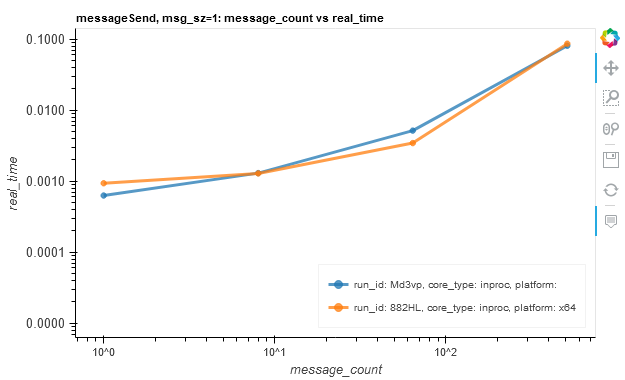 messageSend, msg_sz=1: message_count vs real_time
0.1000
0.0100
0.0010
0.0001
0.0000
real_time
run_id: Md3vp, core_type: inproc, platform:
run_id: 882HL, core_type: inproc, platform: x64
10^0
10^1
10^2
message_count